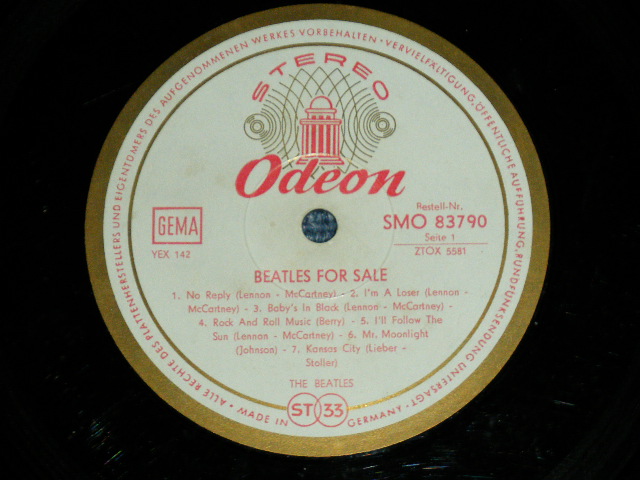 • ALLE RECHTE DES PLATTENHERSTELLERS UND EIGENTÜMERS DES AUFGENOMMENEN WERKES VORBEHALTEN • VERVIELFÄLTIGUNG, ÖFFENTLICHE AUFFÜHRUNG, RUNDFUNKSENDUNG UNTERSAGT •
STEREO
Odeon
GEMA
YEX 142
Bestell-Nr.
SMO 83790
Seite 1
ZTOX 5581
BEATLES FOR SALE
1. No Reply (Lennon - McCartney) - 2. I'm A Loser (Lennon -
McCartney) - 3. Baby's In Black (Lennon - McCartney) -
4. Rock And Roll Music (Berry) - 5. I'll Follow The
Sun (Lennon - McCartney) - 6. Mr. Moonlight
(Johnson) - 7. Kansas City (Lieber -
Stoller)
THE BEATLES
ST 33
MADE IN GERMANY